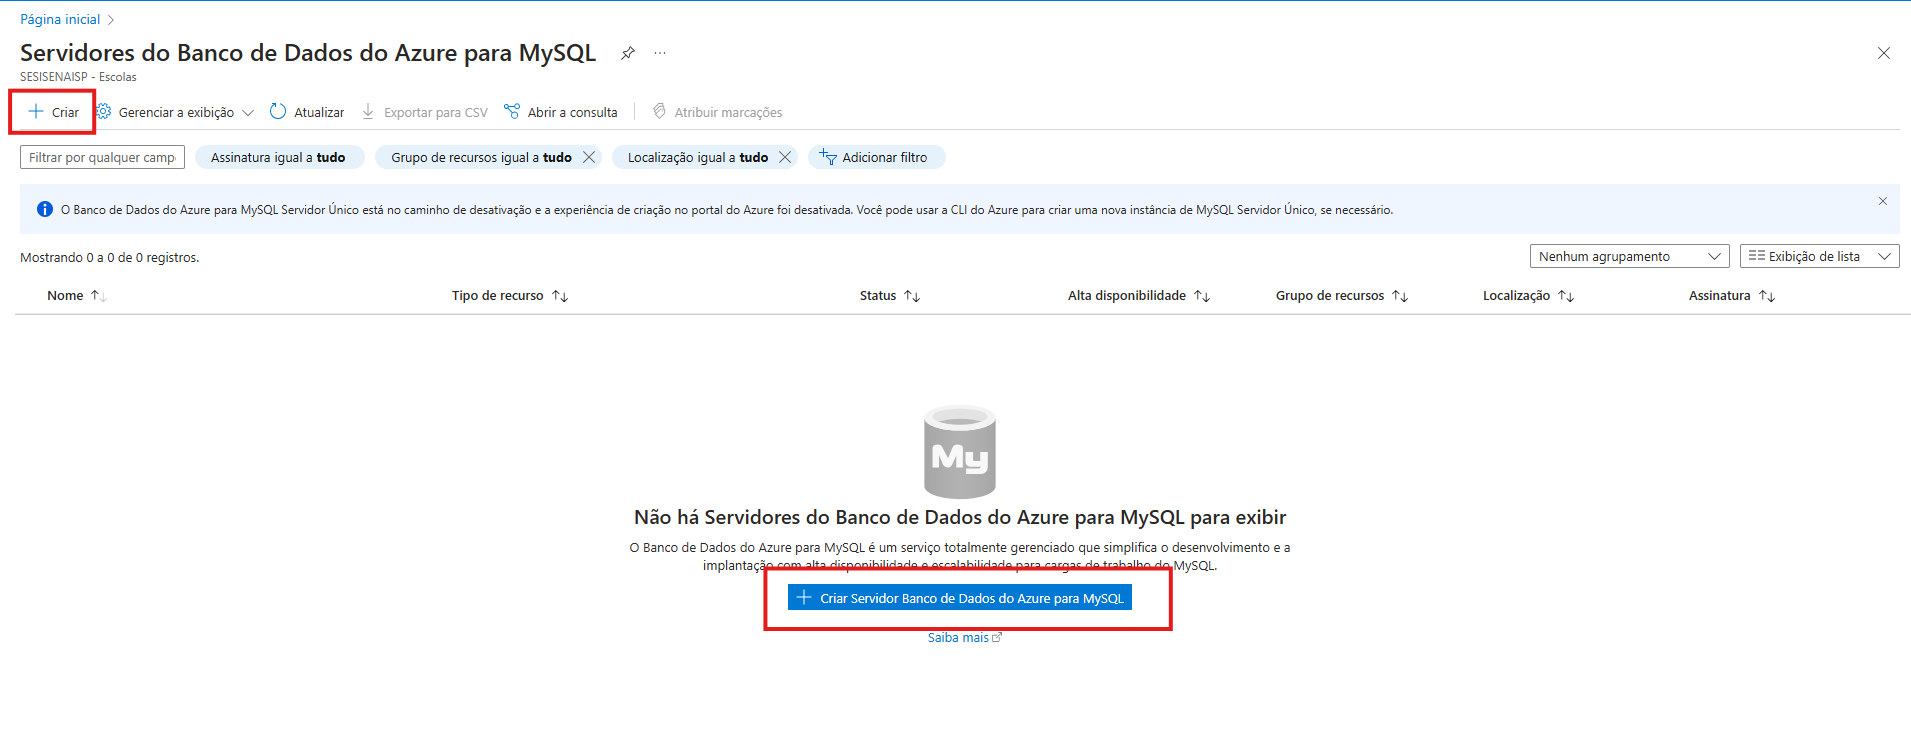 Página inicial
Servidores do Banco de Dados do Azure para MySQL
SESISENAISP - Escolas
Criar Gerenciar a exibição Atualizar Exportar para CSV Abrir a consulta Atribuir marcações
Filtrar por qualquer camp Assinatura igual a tudo Grupo de recursos igual a tudo Localização igual a tudo Adicionar filtro
O Banco de Dados do Azure para MySQL Servidor Único está no caminho de desativação e a experiência de criação no portal do Azure foi desativada. Você pode usar a CLI do Azure para criar uma nova instância de MySQL Servidor Único, se necessário.
Mostrando 0 a 0 de 0 registros. Nenhum agrupamento Exibição de lista
Nome Tipo de recurso Status Alta disponibilidade Grupo de recursos Localização Assinatura
My
Não há Servidores do Banco de Dados do Azure para MySQL para exibir
O Banco de Dados do Azure para MySQL é um serviço totalmente gerenciado que simplifica o desenvolvimento e a
implantação com alta disponibilidade e escalabilidade para cargas de trabalho do MySQL.
Criar Servidor Banco de Dados do Azure para MySQL
Saiba mais